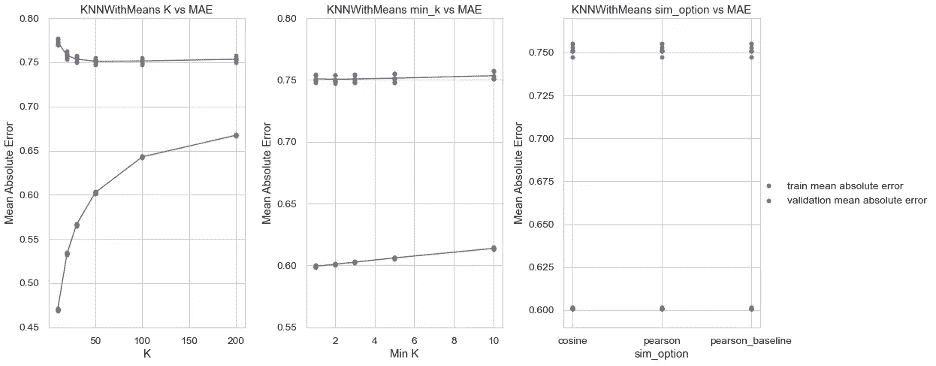 KNNWithMeans K vs MAE
KNNWithMeans min_k vs MAE
KNNWithMeans sim_option vs MAE
Mean Absolute Error
0.80
0.75
0.70
0.65
0.60
0.55
0.50
0.45
50
100
150
200
K
Mean Absolute Error
0.80
0.75
0.70
0.65
0.60
0.55
2
4
6
8
10
Min K
Mean Absolute Error
0.750
0.725
0.700
0.675
0.650
0.625
0.600
cosine
pearson
pearson_baseline
sim_option
train mean absolute error
validation mean absolute error